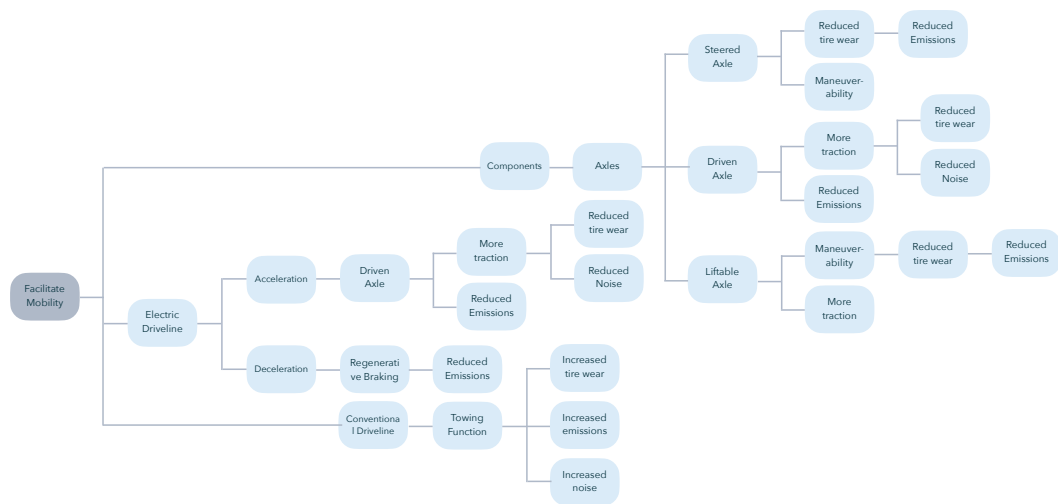 Facilitate
Mobility
Components
Axles
Steered
Axle
Reduced
tire wear
Reduced
Emissions
Maneuver-
ability
Driven
Axle
More
traction
Reduced
tire wear
Reduced
Noise
Reduced
Emissions
Liftable
Axle
Maneuver-
ability
Reduced
tire wear
Reduced
Emissions
More
traction
Electric
Driveline
Acceleration
Driven
Axle
More
traction
Reduced
tire wear
Reduced
Noise
Reduced
Emissions
Deceleration
Regenerati
ve Braking
Reduced
Emissions
Conventiona
l Driveline
Towing
Function
Increased
tire wear
Increased
emissions
Increased
noise